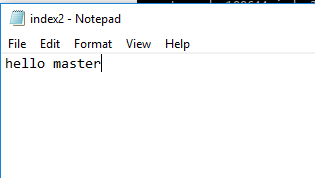 index2 - Notepad
File Edit Format View Help
hello master